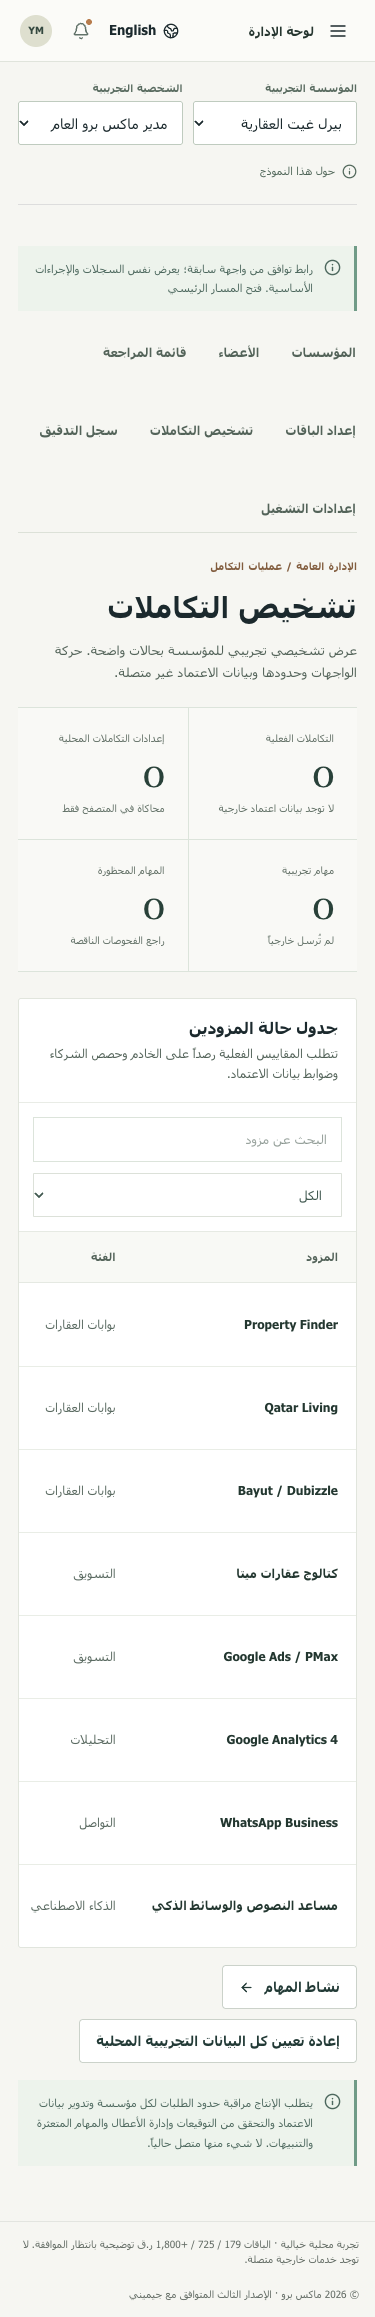 لوحة الإدارة
English
YM
المؤسسة التجريبية
الشخصية التجريبية
بيرل غيت العقارية
مدير ماكس برو العام
حول هذا النموذج
رابط توافق من واجهة سابقة؛ يعرض نفس السجلات والإجراءات
الأساسية. فتح المسار الرئيسي
المؤسسات
الأعضاء
قائمة المراجعة
إعداد الباقات
تشخيص التكاملات
سجل التدقيق
إعدادات التشغيل
الإدارة العامة / عمليات التكامل
تشخيص التكاملات
عرض تشخيصي تجريبي للمؤسسة بحالات واضحة. حركة
الواجهات وحدودها وبيانات الاعتماد غير متصلة.
التكاملات الفعلية
0
لا توجد بيانات اعتماد خارجية
إعدادات التكاملات المحلية
0
محاكاة في المتصفح فقط
مهام تجريبية
0
لم تُرسل خارجياً
المهام المحظورة
0
راجع الفحوصات الناقصة
جدول حالة المزودين
تتطلب المقاييس الفعلية رصداً على الخادم وحصص الشركاء
وضوابط بيانات الاعتماد.
البحث عن مزود
الكل
المزود
الفئة
Property Finder
بوابات العقارات
Qatar Living
بوابات العقارات
Bayut / Dubizzle
بوابات العقارات
كتالوج عقارات ميتا
التسويق
Google Ads / PMax
التسويق
Google Analytics 4
التحليلات
WhatsApp Business
التواصل
مساعد النصوص والوسائط الذكي
الذكاء الاصطناعي
نشاط المهام ←
إعادة تعيين كل البيانات التجريبية المحلية
يتطلب الإنتاج مراقبة حدود الطلبات لكل مؤسسة وتدوير بيانات
الاعتماد والتحقق من التوقيعات وإدارة الأعطال والمهام المتعثرة
والتنبيهات. لا شيء منها متصل حالياً.
تجربة محلية خيالية · الباقات 179 / 725 / +1,800 ر.ق توضيحية بانتظار الموافقة. لا
توجد خدمات خارجية متصلة.
© 2026 ماكس برو · الإصدار الثالث المتوافق مع جيميني